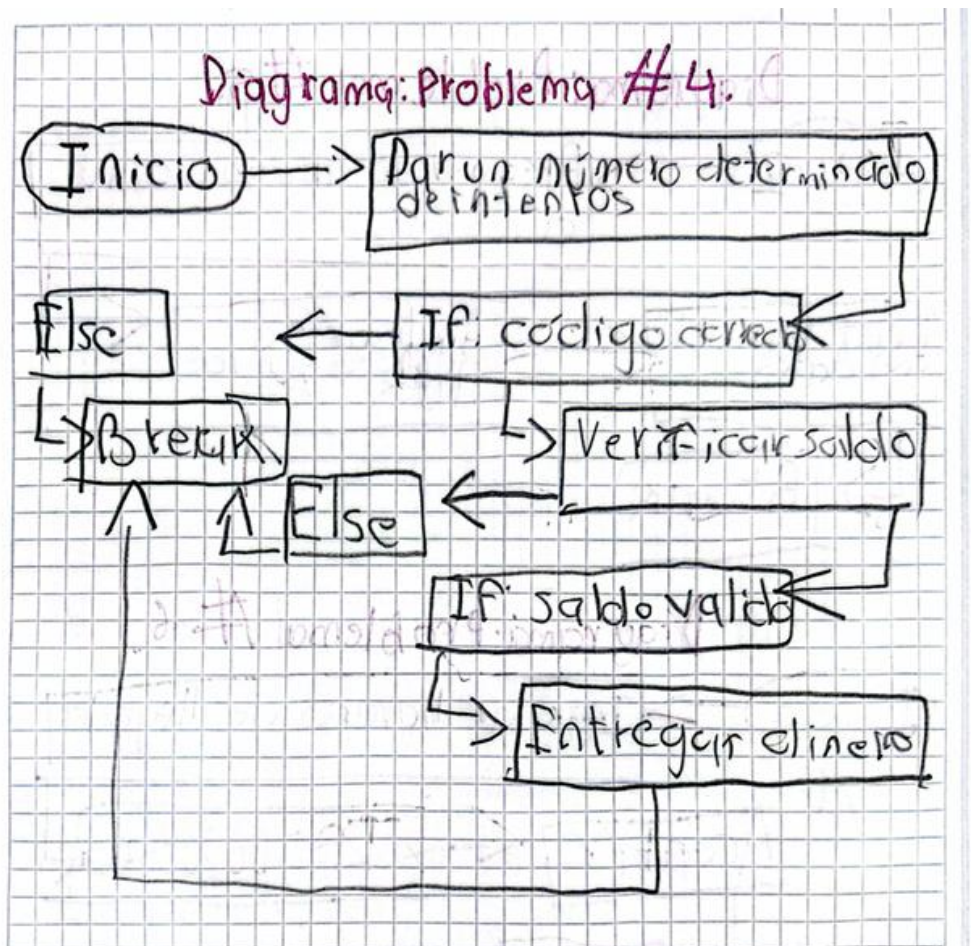 Diagrama: Problema #4.
Inicio
Dar un número determinado
de intentos
Else
If: código correcto
Break
Verificar saldo
Else
If: saldo valido
Entregar dinero